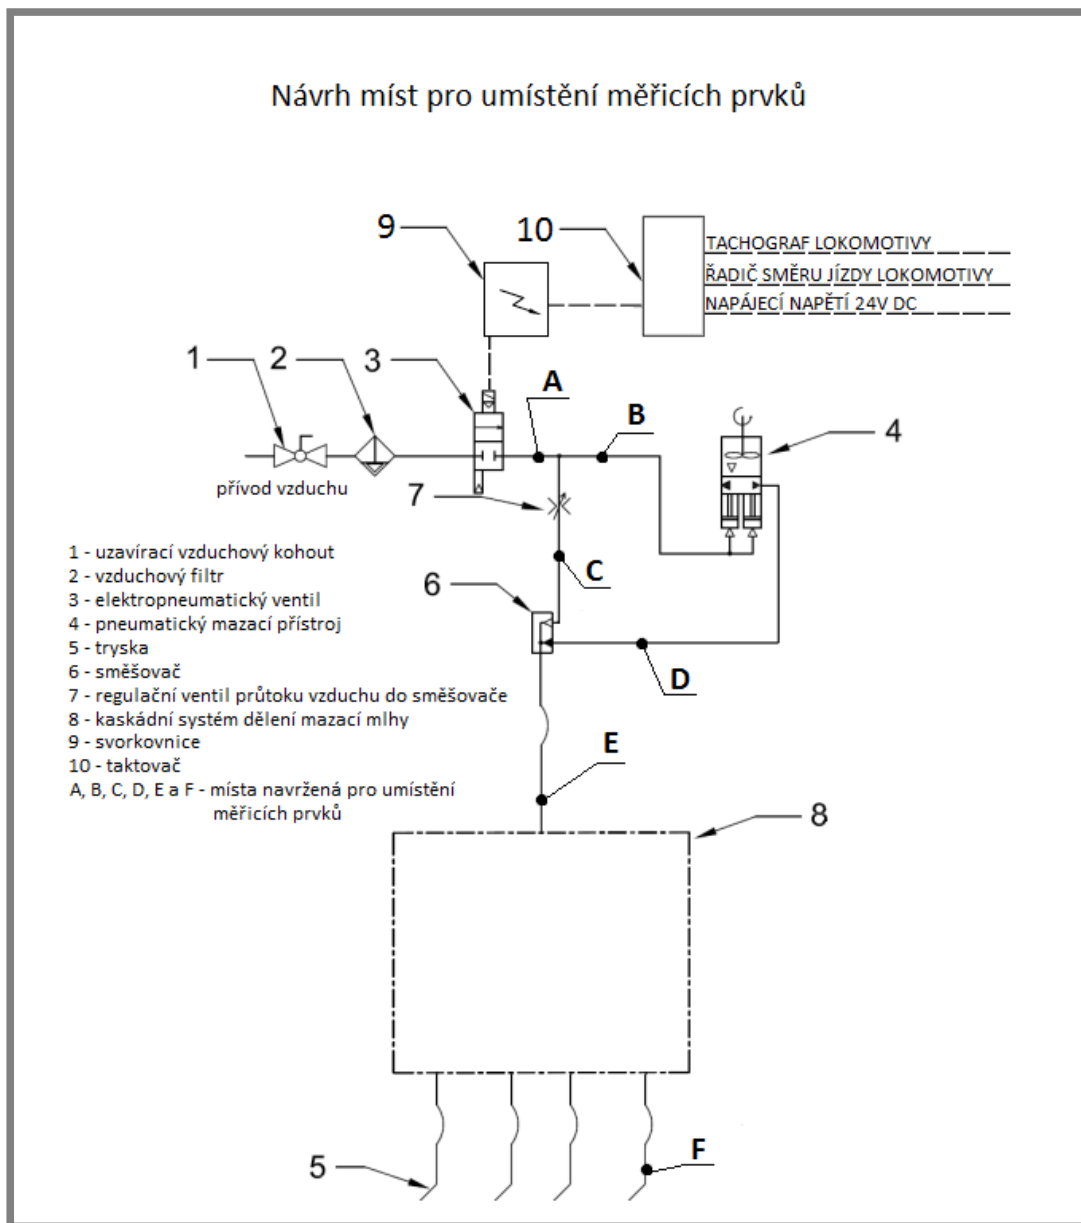 Návrh míst pro umístění měřicích prvků
9
10
TACHOGRAF LOKOMOTIVY
ŘADIČ SMĚRU JÍZDY LOKOMOTIVY
NAPÁJECÍ NAPĚTÍ 24V DC
1
2
3
A
B
4
přívod vzduchu
7
C
6
D
1 - uzavírací vzduchový kohout
2 - vzduchový filtr
3 - elektropneumatický ventil
4 - pneumatický mazací přístroj
5 - tryska
6 - směšovač
7 - regulační ventil průtoku vzduchu do směšovače
8 - kaskádní systém dělení mazací mlhy
9 - svorkovnice
10 - taktovač
A, B, C, D, E a F - místa navržená pro umístění
měřicích prvků
E
8
5
F